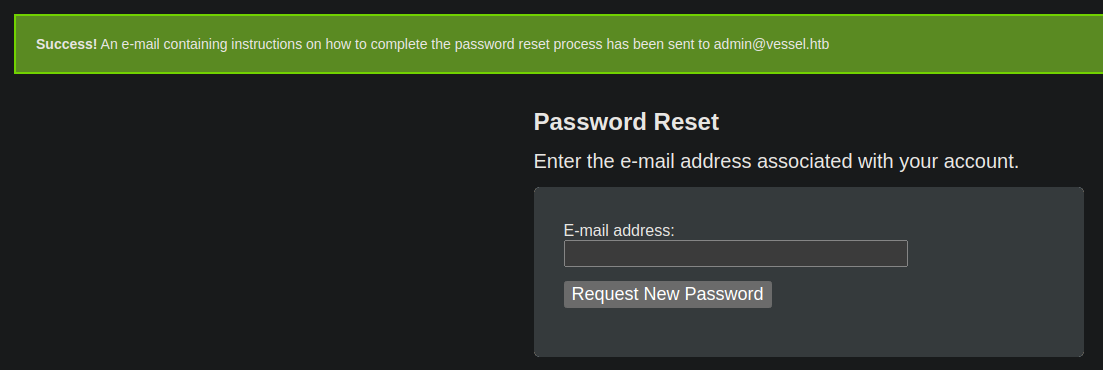 Success! An e-mail containing instructions on how to complete the password reset process has been sent to admin@vessel.htb
Password Reset
Enter the e-mail address associated with your account.
E-mail address:
Request New Password